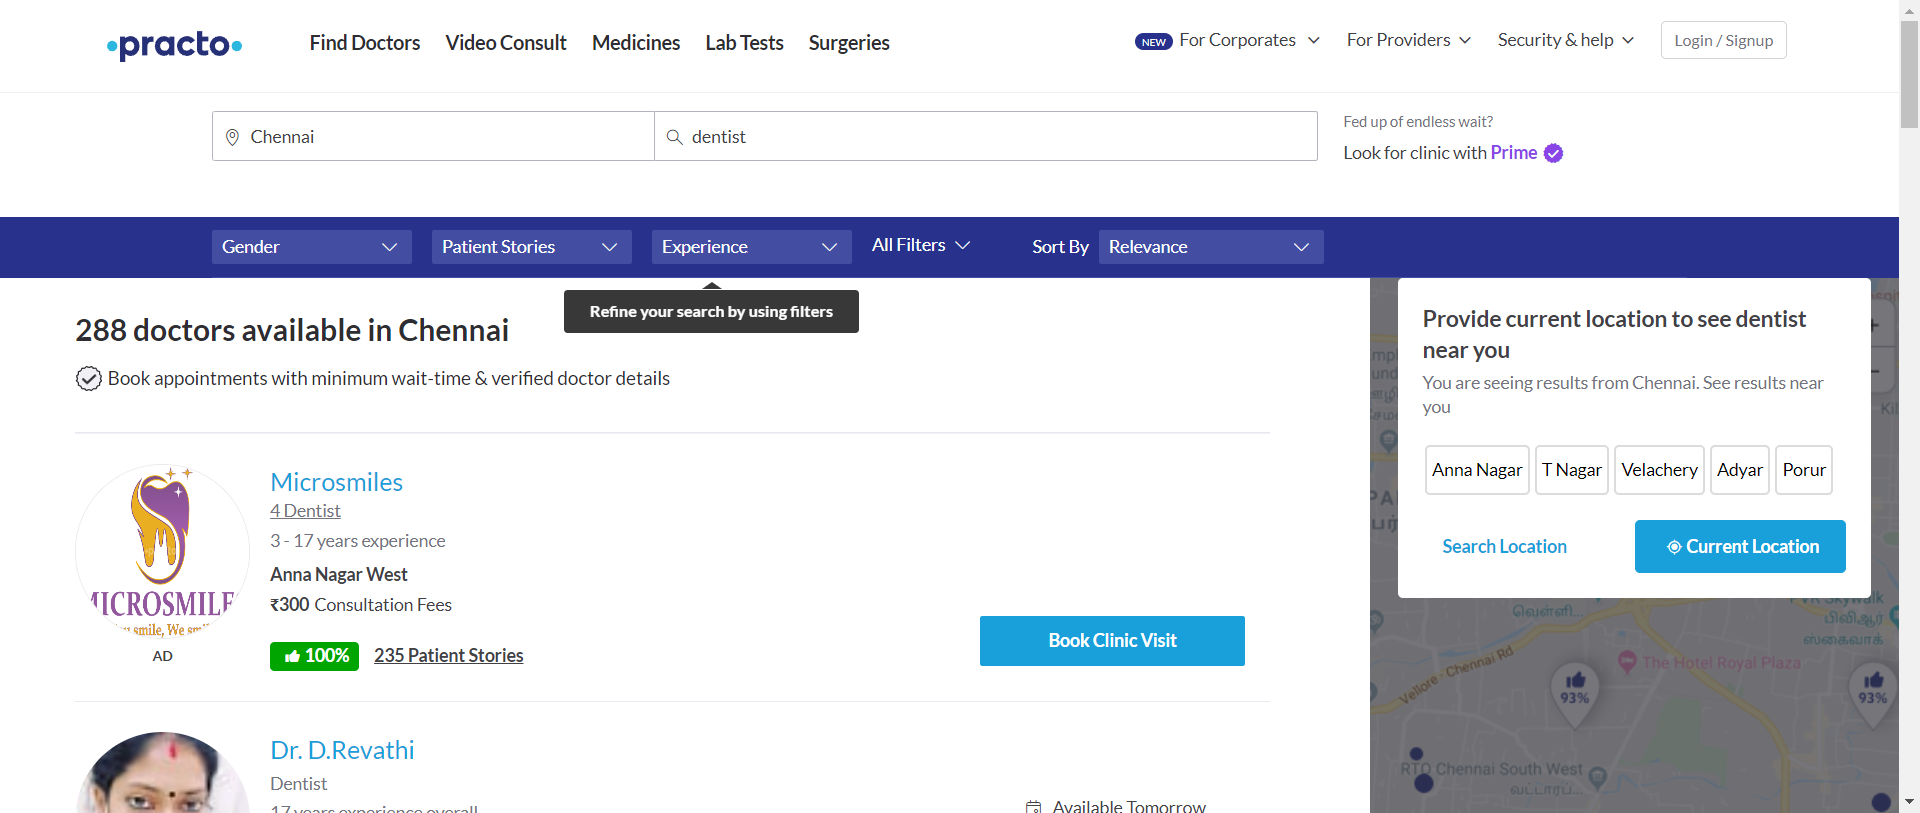 practo
Find Doctors
Video Consult
Medicines
Lab Tests
Surgeries
NEW For Corporates
For Providers
Security & help
Login / Signup
Chennai
dentist
Fed up of endless wait?
Look for clinic with Prime
Gender
Patient Stories
Experience
All Filters
Sort By
Relevance
Refine your search by using filters
288 doctors available in Chennai
Book appointments with minimum wait-time & verified doctor details
MICROSMILE
AD
Microsmiles
4 Dentist
3 - 17 years experience
Anna Nagar West
₹300 Consultation Fees
100%
235 Patient Stories
Book Clinic Visit
Dr. D.Revathi
Dentist
17 years experience overall
Available Tomorrow
Provide current location to see dentist
near you
You are seeing results from Chennai. See results near
you
Anna Nagar
T Nagar
Velachery
Adyar
Porur
Search Location
Current Location
வெள்ளி...
PVR Skywalk
பிவிஆர்
ஸ்கைவாக்
Vellore - Chennai Rd
The Hotel Royal Plaza
93%
93%
RTO Chennai South West
வட்டாரப்...